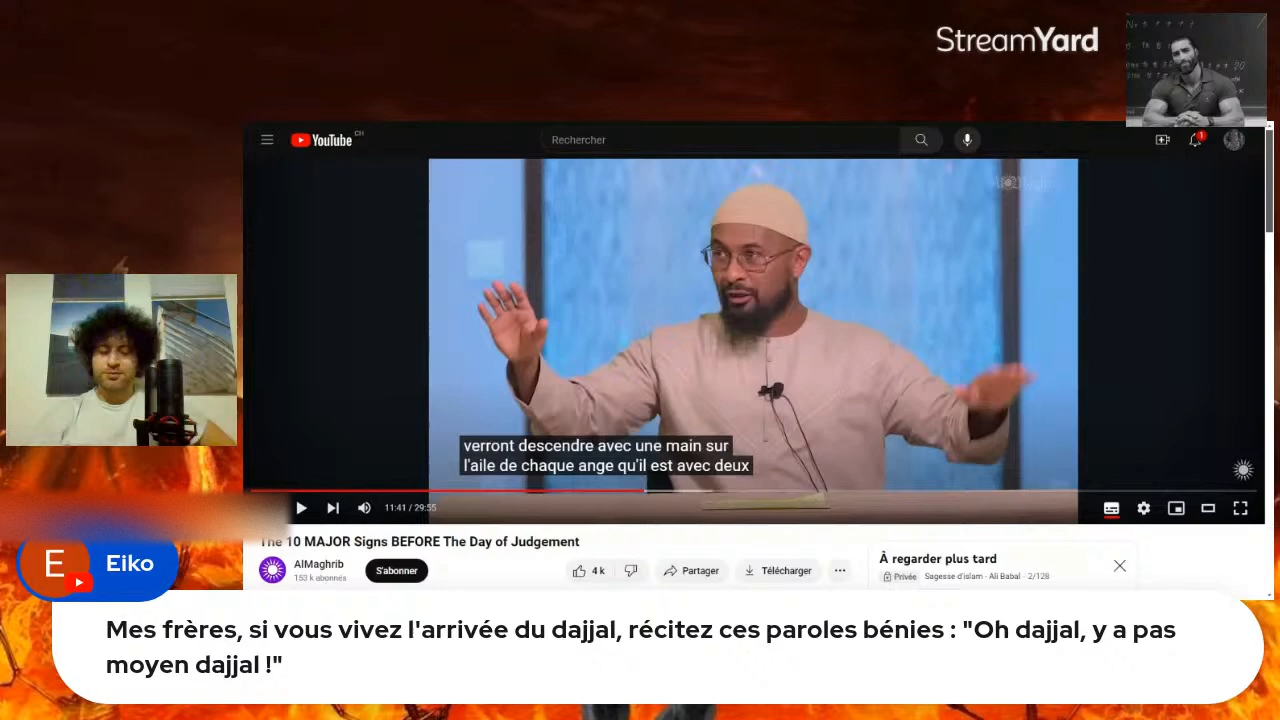 StreamYard
YouTube CH
Rechercher
1
verront descendre avec une main sur
l'aile de chaque ange qu'il est avec deux
11:41 / 29:55
The 10 MAJOR Signs BEFORE The Day of Judgement
AlMaghrib
153 k abonnés
S'abonner
4 k
Partager
Télécharger
À regarder plus tard
Privée
Sagesse d'islam - Ali Babal - 2/128
E
Eiko
Mes frères, si vous vivez l'arrivée du dajjal, récitez ces paroles bénies : "Oh dajjal, y a pas
moyen dajjal !"